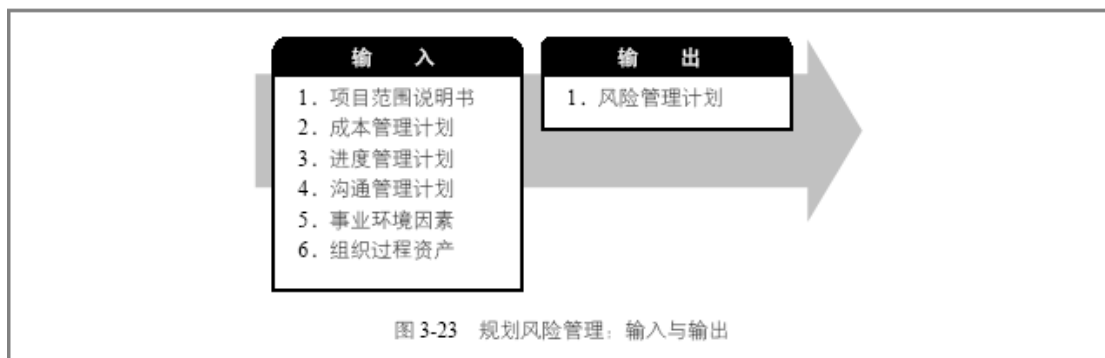 输 入
1. 项目范围说明书
2. 成本管理计划
3. 进度管理计划
4. 沟通管理计划
5. 事业环境因素
6. 组织过程资产
输 出
1. 风险管理计划
图 3-23 规划风险管理：输入与输出